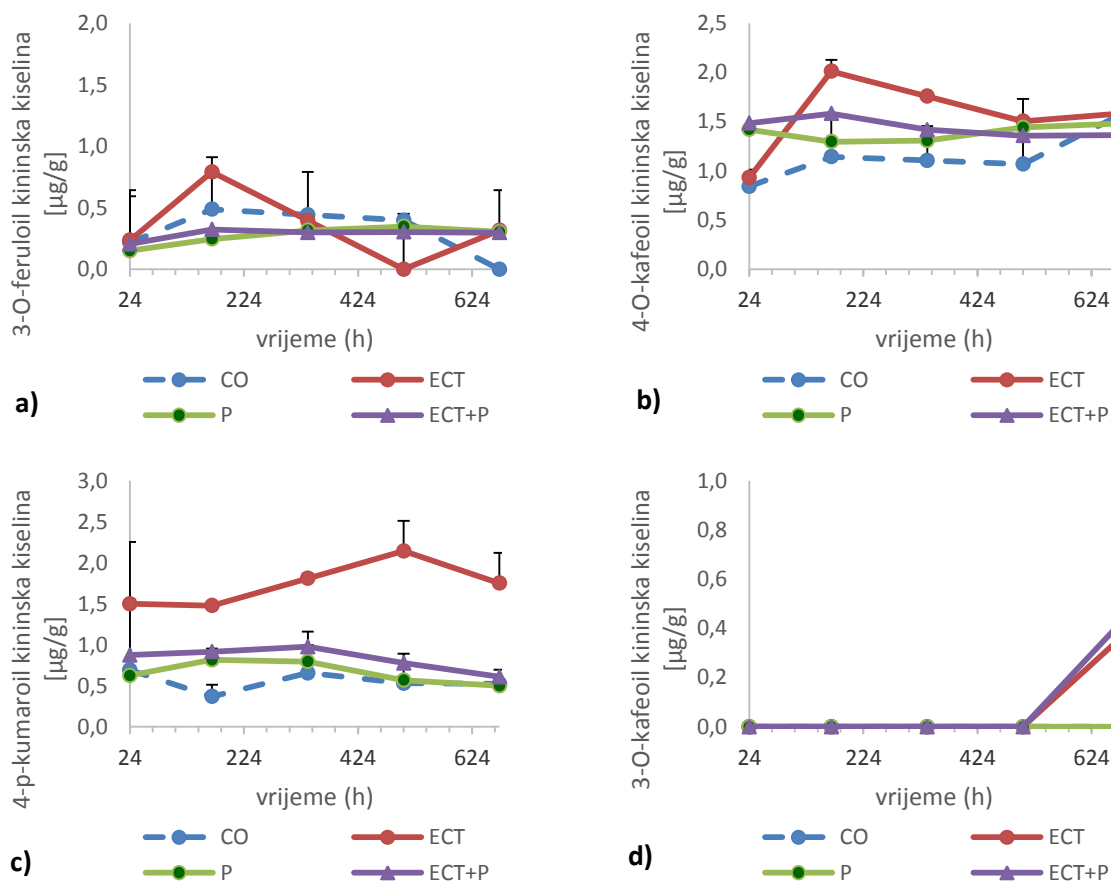 3-O-feruloil kininska kiselina
[µg/g]
2,0
1,5
1,0
0,5
0,0
24 224 424 624
vrijeme (h)
CO ECT
P ECT+P
a)
4-O-kafeoil kininska kiselina
[µg/g]
2,5
2,0
1,5
1,0
0,5
0,0
24 224 424 624
vrijeme (h)
CO ECT
P ECT+P
b)
4-p-kumaroil kininska kiselina
[µg/g]
3,0
2,5
2,0
1,5
1,0
0,5
0,0
24 224 424 624
vrijeme (h)
CO ECT
P ECT+P
c)
3-O-kafeoil kininska kiselina
[µg/g]
1,0
0,8
0,6
0,4
0,2
0,0
24 224 424 624
vrijeme (h)
CO ECT
P ECT+P
d)